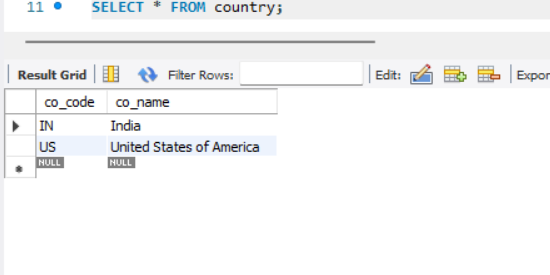 11 SELECT * FROM country;
Result Grid Filter Rows: Edit: Expor
co_code co_name
IN India
US United States of America
NULL NULL